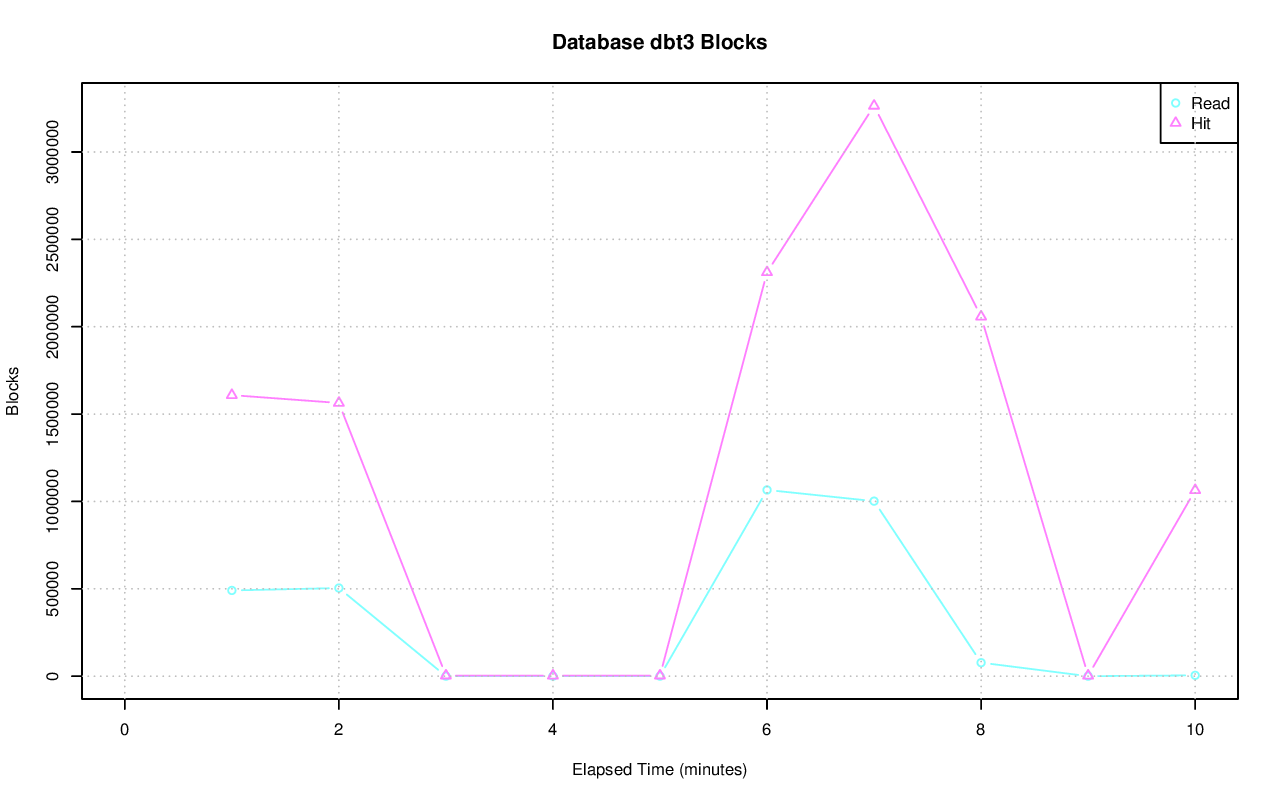 Database dbt3 Blocks
Read
Hit
Blocks
3000000
2500000
2000000
1500000
1000000
500000
0
0 2 4 6 8 10
Elapsed Time (minutes)